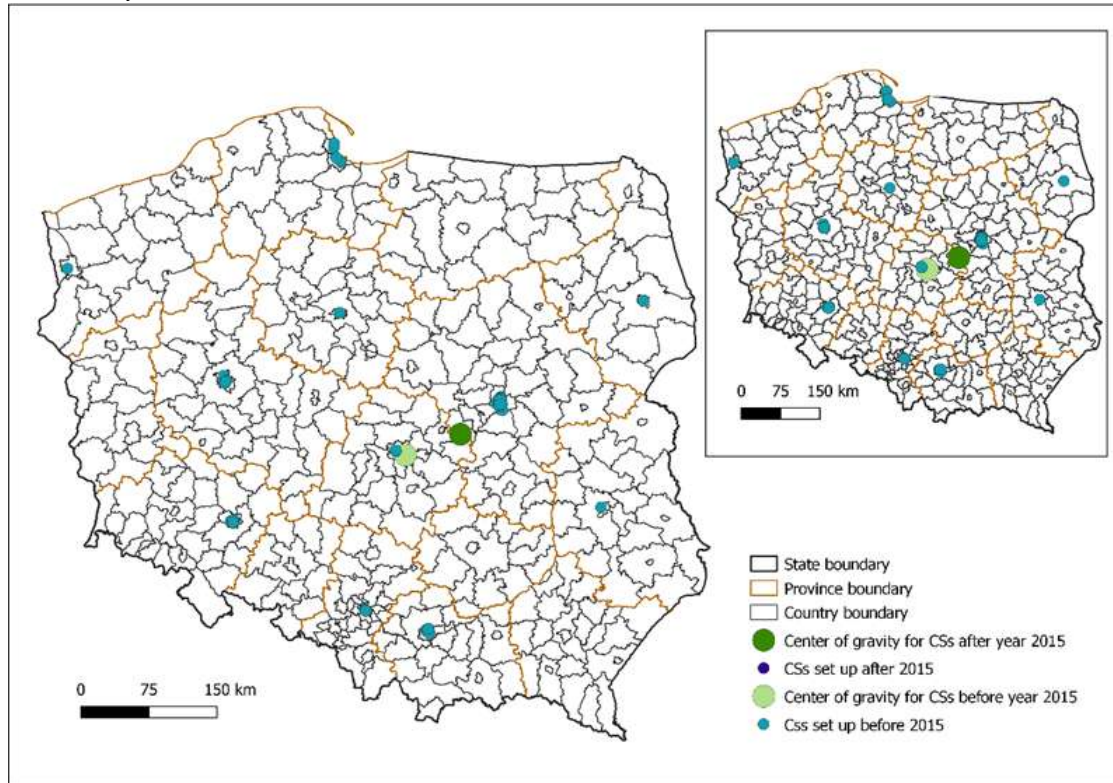 0 75 150 km
State boundary
Province boundary
Country boundary
Center of gravity for CSs after year 2015
CSs set up after 2015
Center of gravity for CSs before year 2015
Css set up before 2015
0 75 150 km